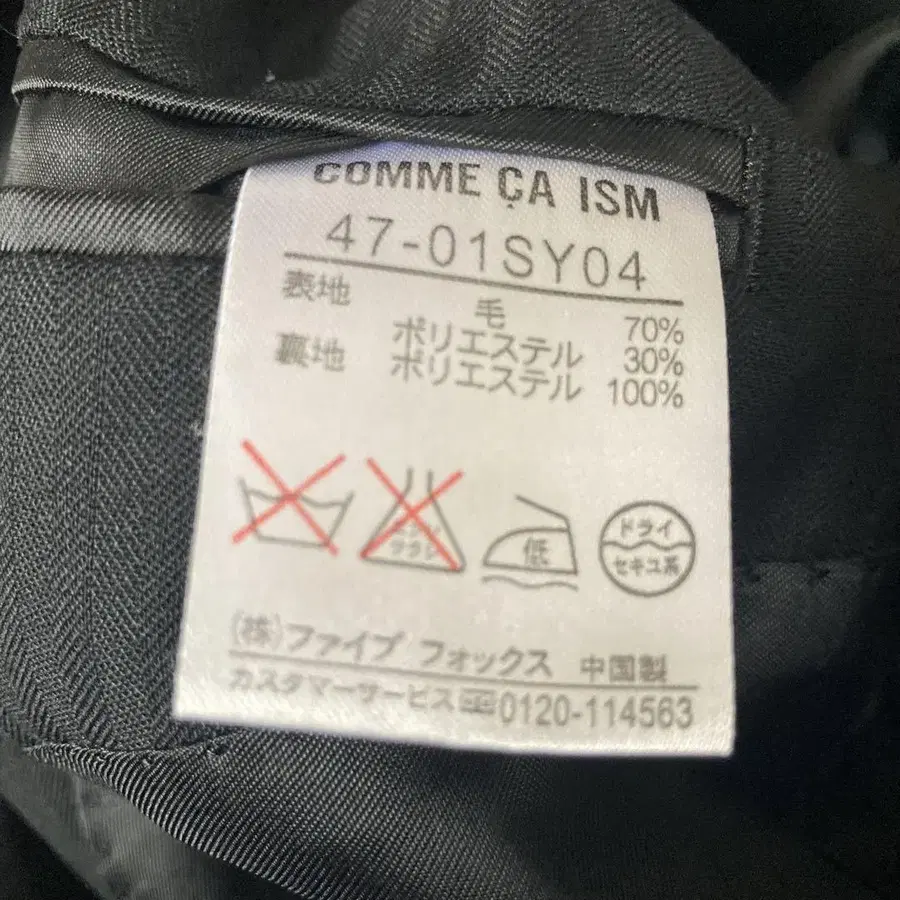 COMME ÇA ISM
47-01SY04
表地 毛 70%
ポリエステル 30%
裏地 ポリエステル 100%
低
ドライ
セキユ系
(株)ファイブ フォックス 中国製
カスタマーサービス 0120-114563